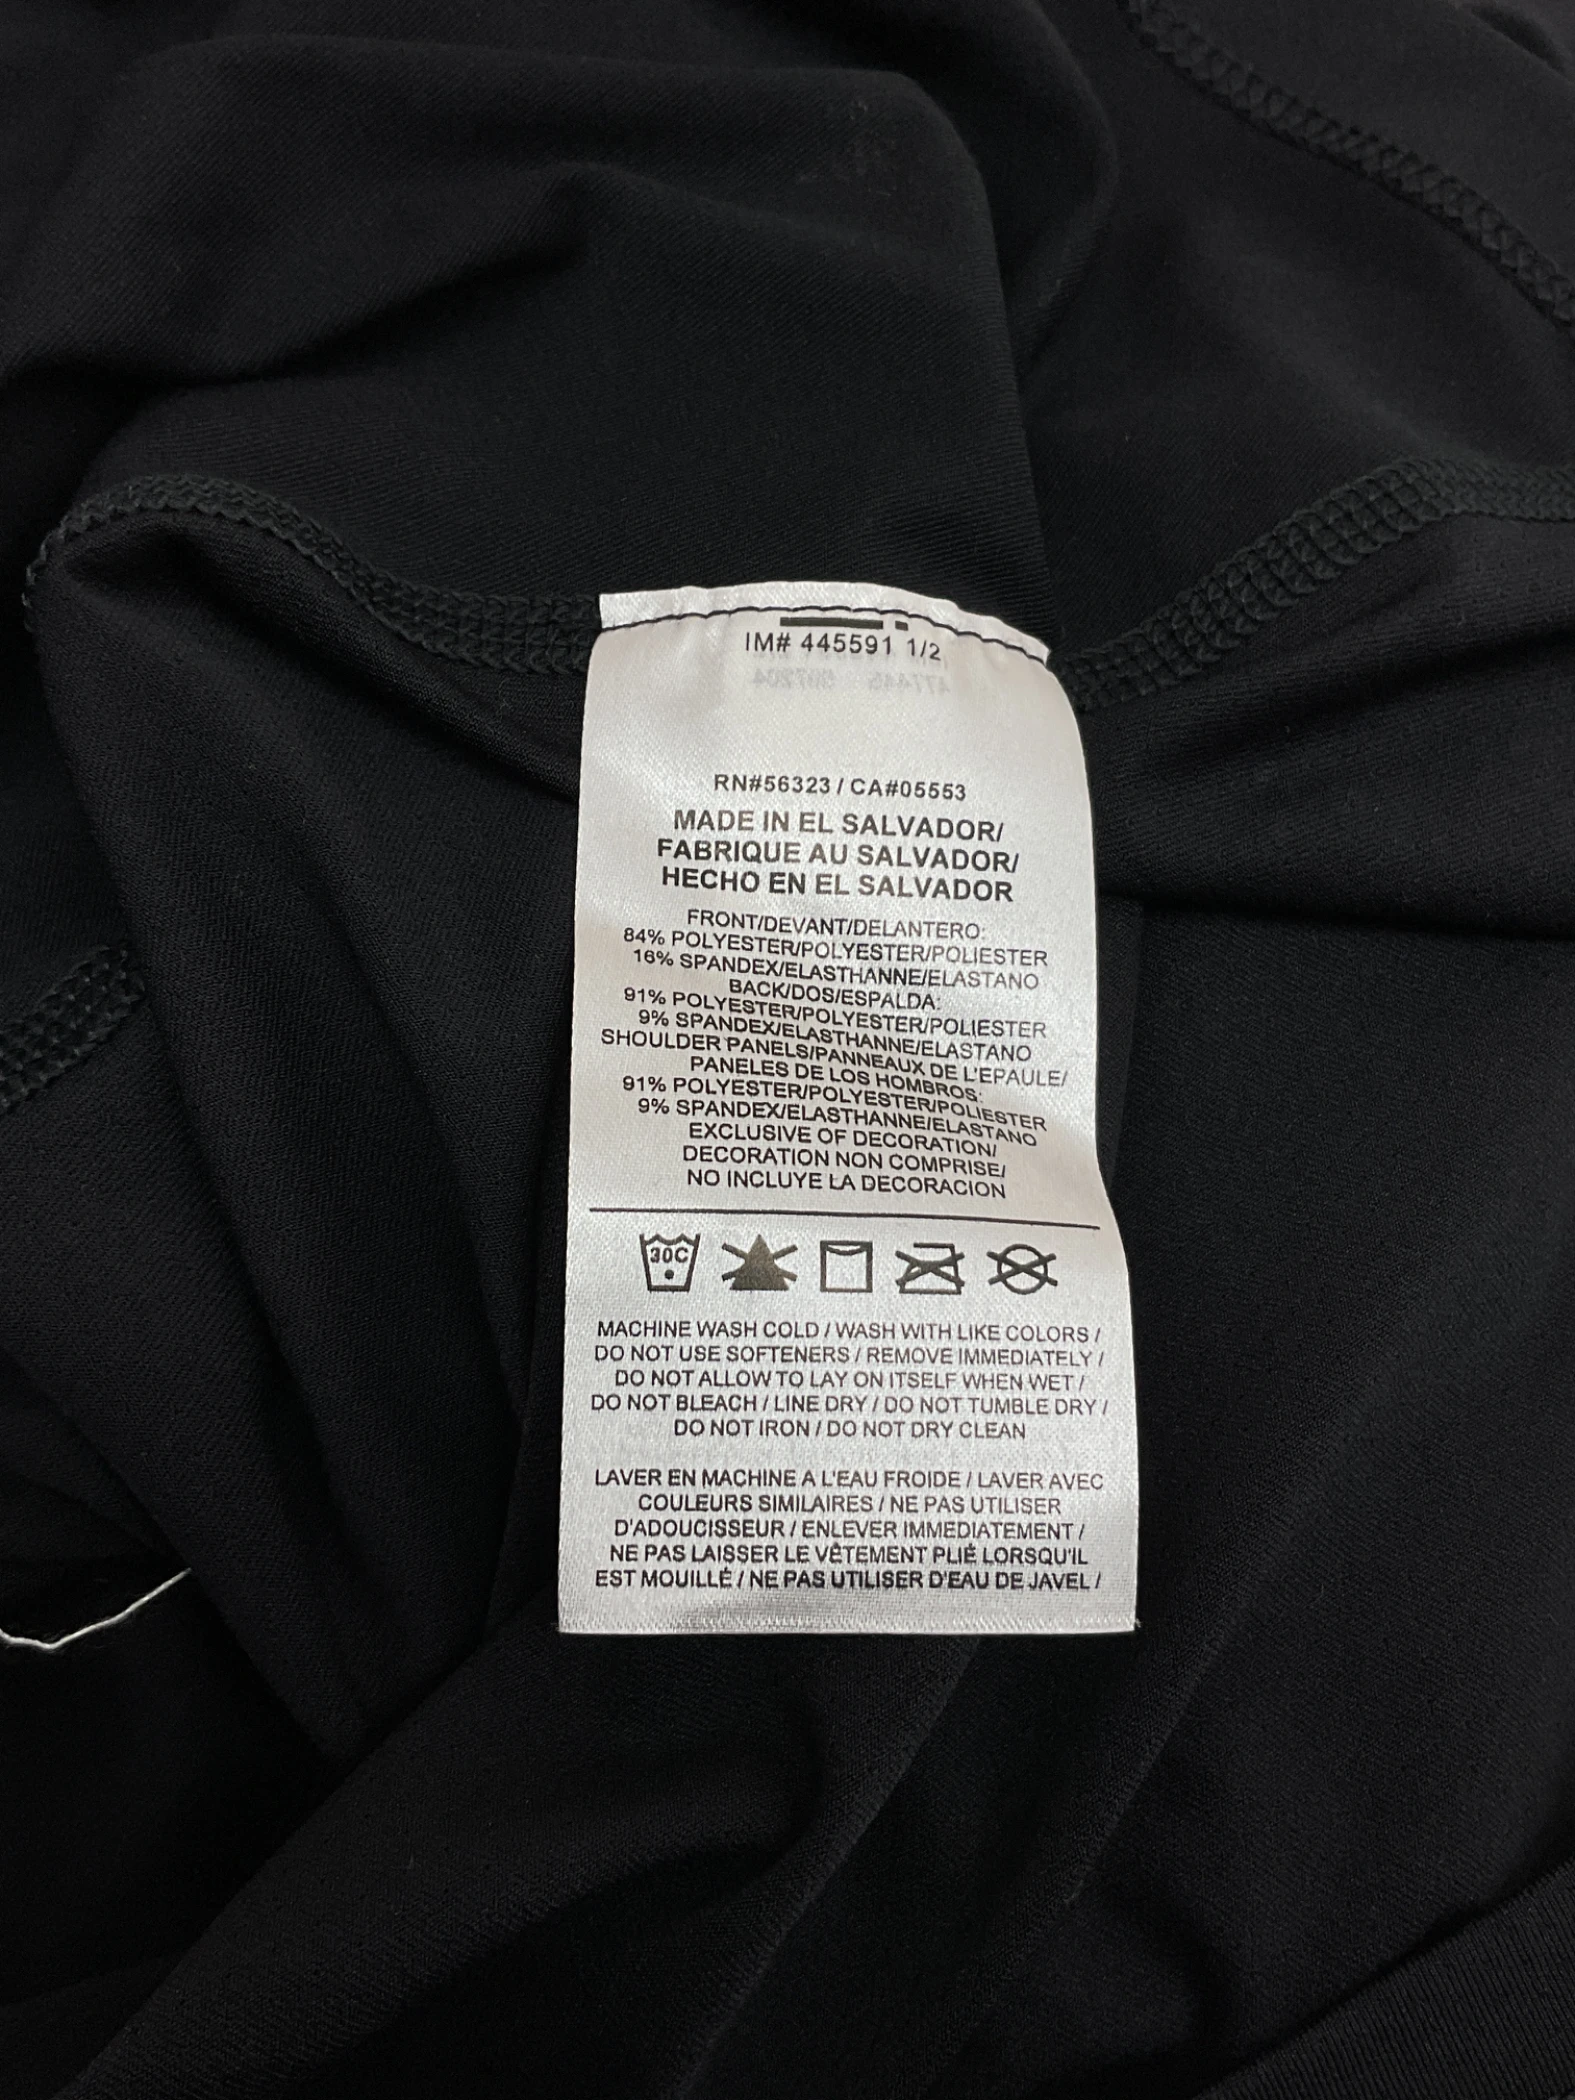 IM# 445591 1/2
RN#56323 / CA#05553
MADE IN EL SALVADOR/
FABRIQUE AU SALVADOR/
HECHO EN EL SALVADOR
FRONT/DEVANT/DELANTERO:
84% POLYESTER/POLYESTER/POLIESTER
16% SPANDEX/ELASTHANNE/ELASTANO
BACK/DOS/ESPALDA:
91% POLYESTER/POLYESTER/POLIESTER
9% SPANDEX/ELASTHANNE/ELASTANO
SHOULDER PANELS/PANNEAUX DE L'EPAULE/
PANELES DE LOS HOMBROS:
91% POLYESTER/POLYESTER/POLIESTER
9% SPANDEX/ELASTHANNE/ELASTANO
EXCLUSIVE OF DECORATION/
DECORATION NON COMPRISE/
NO INCLUYE LA DECORACION
30C
MACHINE WASH COLD / WASH WITH LIKE COLORS /
DO NOT USE SOFTENERS / REMOVE IMMEDIATELY /
DO NOT ALLOW TO LAY ON ITSELF WHEN WET /
DO NOT BLEACH / LINE DRY / DO NOT TUMBLE DRY /
DO NOT IRON / DO NOT DRY CLEAN
LAVER EN MACHINE A L'EAU FROIDE / LAVER AVEC
COULEURS SIMILAIRES / NE PAS UTILISER
D'ADOUCISSEUR / ENLEVER IMMEDIATEMENT /
NE PAS LAISSER LE VÊTEMENT PLIÉ LORSQU'IL
EST MOUILLÉ / NE PAS UTILISER D'EAU DE JAVEL /